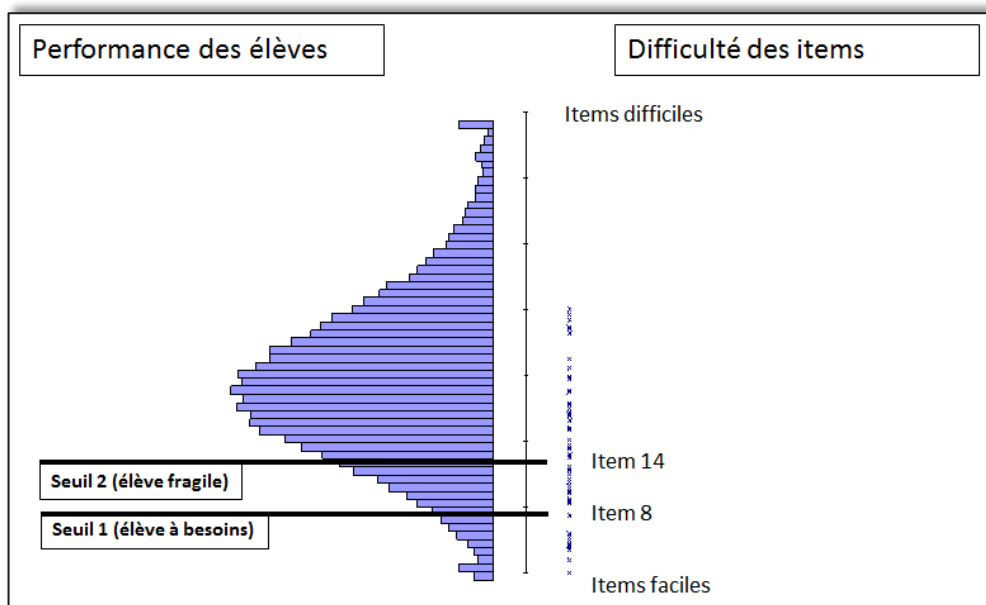 Performance des élèves
Difficulté des items
Items difficiles
Item 14
Seuil 2 (élève fragile)
Item 8
Seuil 1 (élève à besoins)
Items faciles